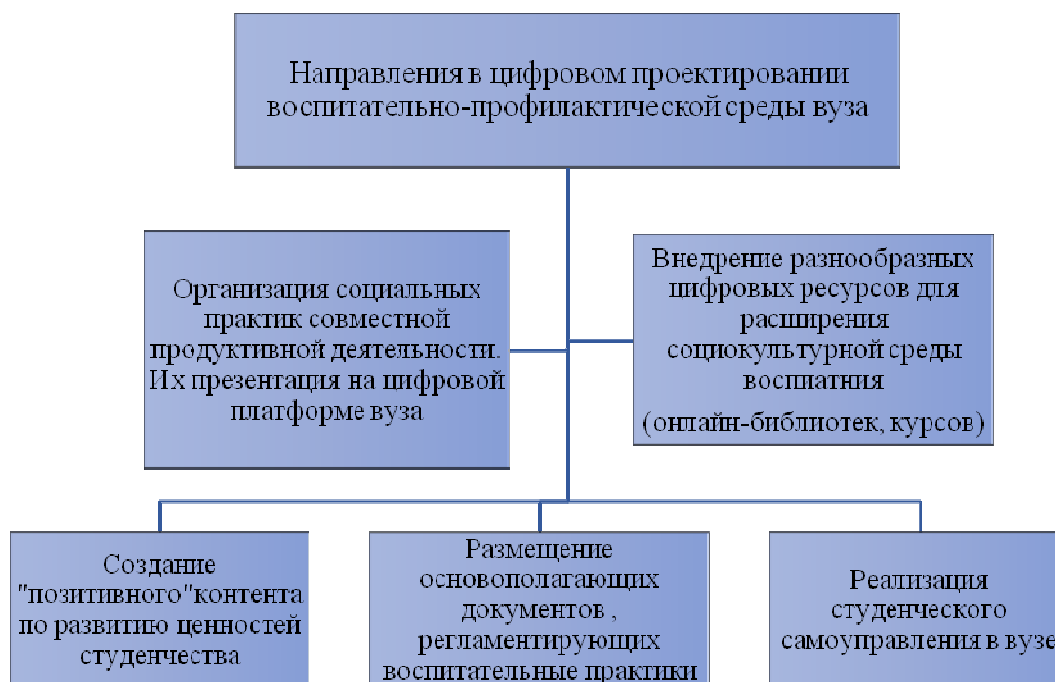 Направления в цифровом проектировании
воспитательно-профилактической среды вуза
Организация социальных
практик совместной
продуктивной деятельности.
Их презентация на цифровой
платформе вуза
Внедрение разнообразных
цифровых ресурсов для
расширения
социокультурной среды
воспиатния
(онлайн-библиотек, курсов)
Создание
"позитивного"контента
по развитию ценностей
студенчества
Размещение
основополагающих
документов ,
регламентирующих
воспитательные практики
Реализация
студенческого
самоуправления в вузе